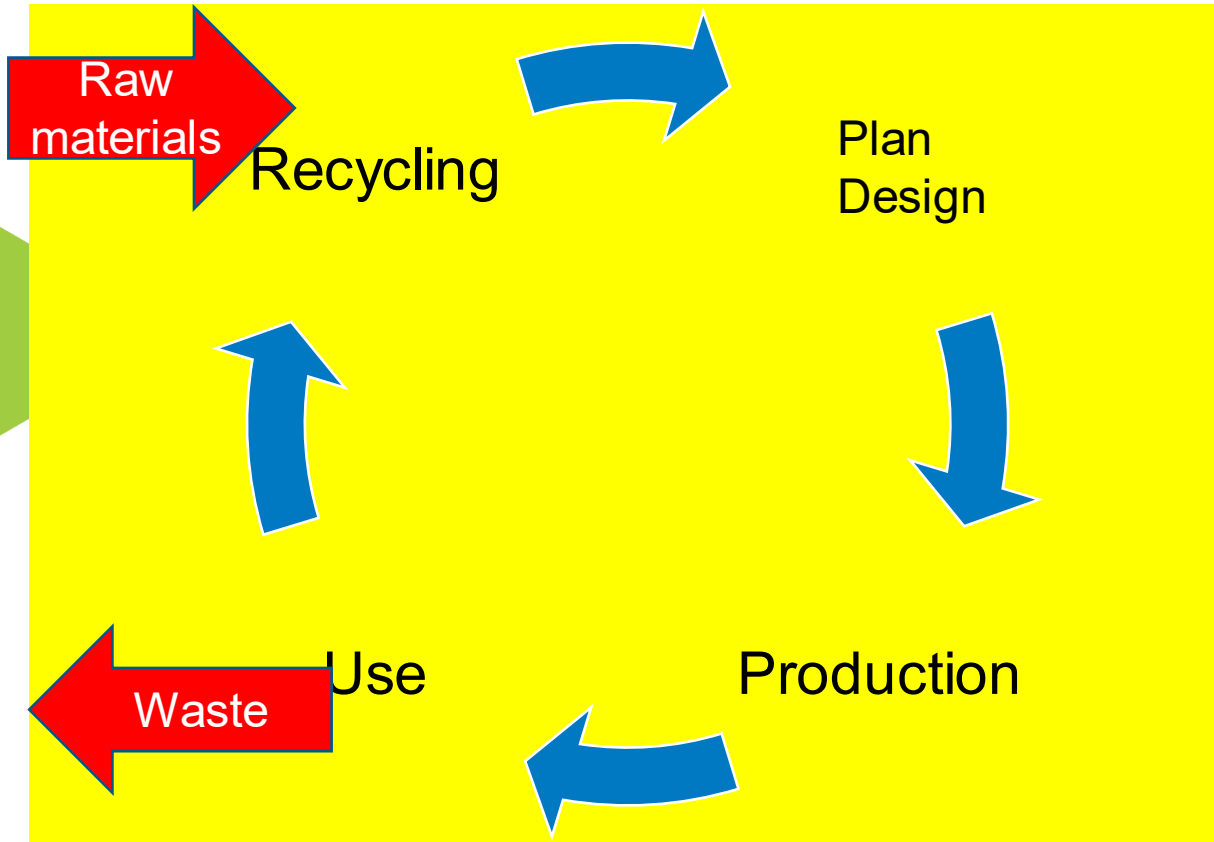 Raw
materials
Recycling
Plan
Design
Use
Waste
Production